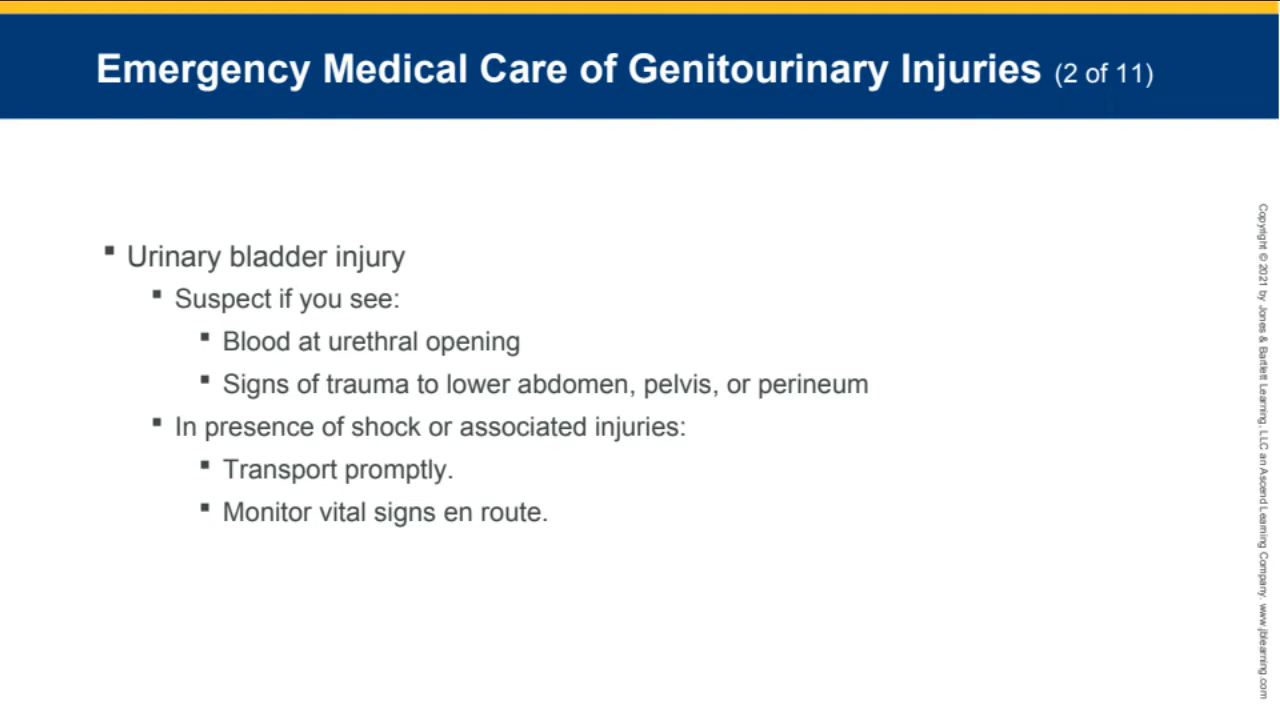 Emergency Medical Care of Genitourinary Injuries (2 of 11)
▪ Urinary bladder injury
▪ Suspect if you see:
▪ Blood at urethral opening
▪ Signs of trauma to lower abdomen, pelvis, or perineum
▪ In presence of shock or associated injuries:
▪ Transport promptly.
▪ Monitor vital signs en route.
Copyright © 2021 by Jones & Bartlett Learning, LLC an Ascend Learning Company. www.jblearning.com